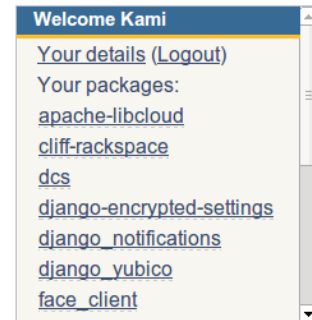 Welcome Kami
Your details (Logout)
Your packages:
apache-libcloud
cliff-rackspace
dcs
django-encrypted-settings
django_notifications
django_yubico
face_client